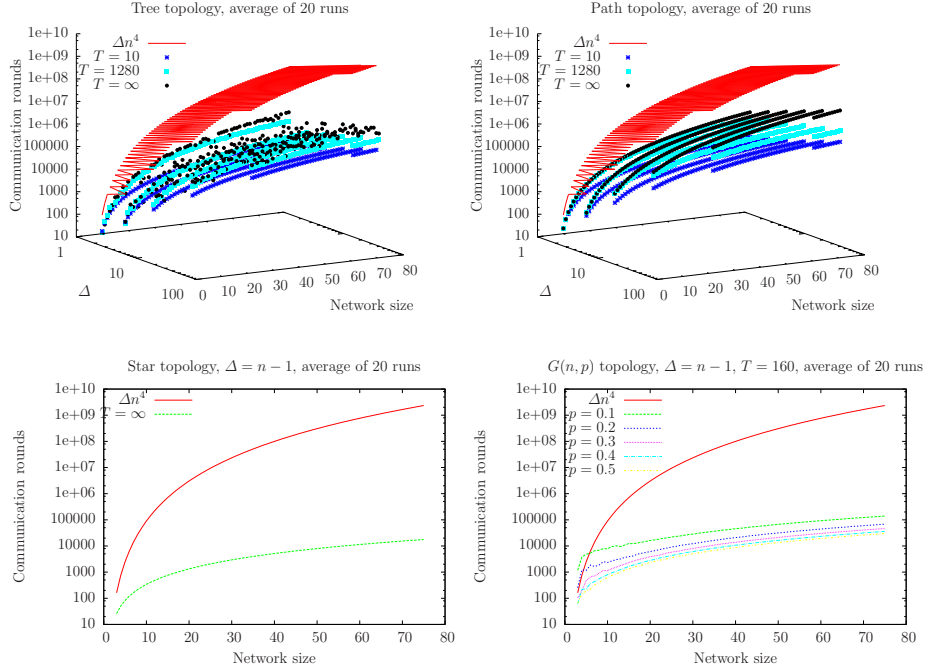 Tree topology, average of 20 runs
Communication rounds
1e+10
1e+09
1e+08
1e+07
1e+06
100000
10000
1000
100
10
Δn⁴
T = 10
T = 1280
T = ∞
1
10
100
Δ
0
10
20
30
40
50
60
70
80
Network size
Path topology, average of 20 runs
Communication rounds
1e+10
1e+09
1e+08
1e+07
1e+06
100000
10000
1000
100
10
Δn⁴
T = 10
T = 1280
T = ∞
1
10
100
Δ
0
10
20
30
40
50
60
70
80
Network size
Star topology, Δ = n − 1, average of 20 runs
Communication rounds
1e+10
1e+09
1e+08
1e+07
1e+06
100000
10000
1000
100
10
Δn⁴
T = ∞
0
10
20
30
40
50
60
70
80
Network size
G(n, p) topology, Δ = n − 1, T = 160, average of 20 runs
Communication rounds
1e+10
1e+09
1e+08
1e+07
1e+06
100000
10000
1000
100
10
Δn⁴
p = 0.1
p = 0.2
p = 0.3
p = 0.4
p = 0.5
0
10
20
30
40
50
60
70
80
Network size